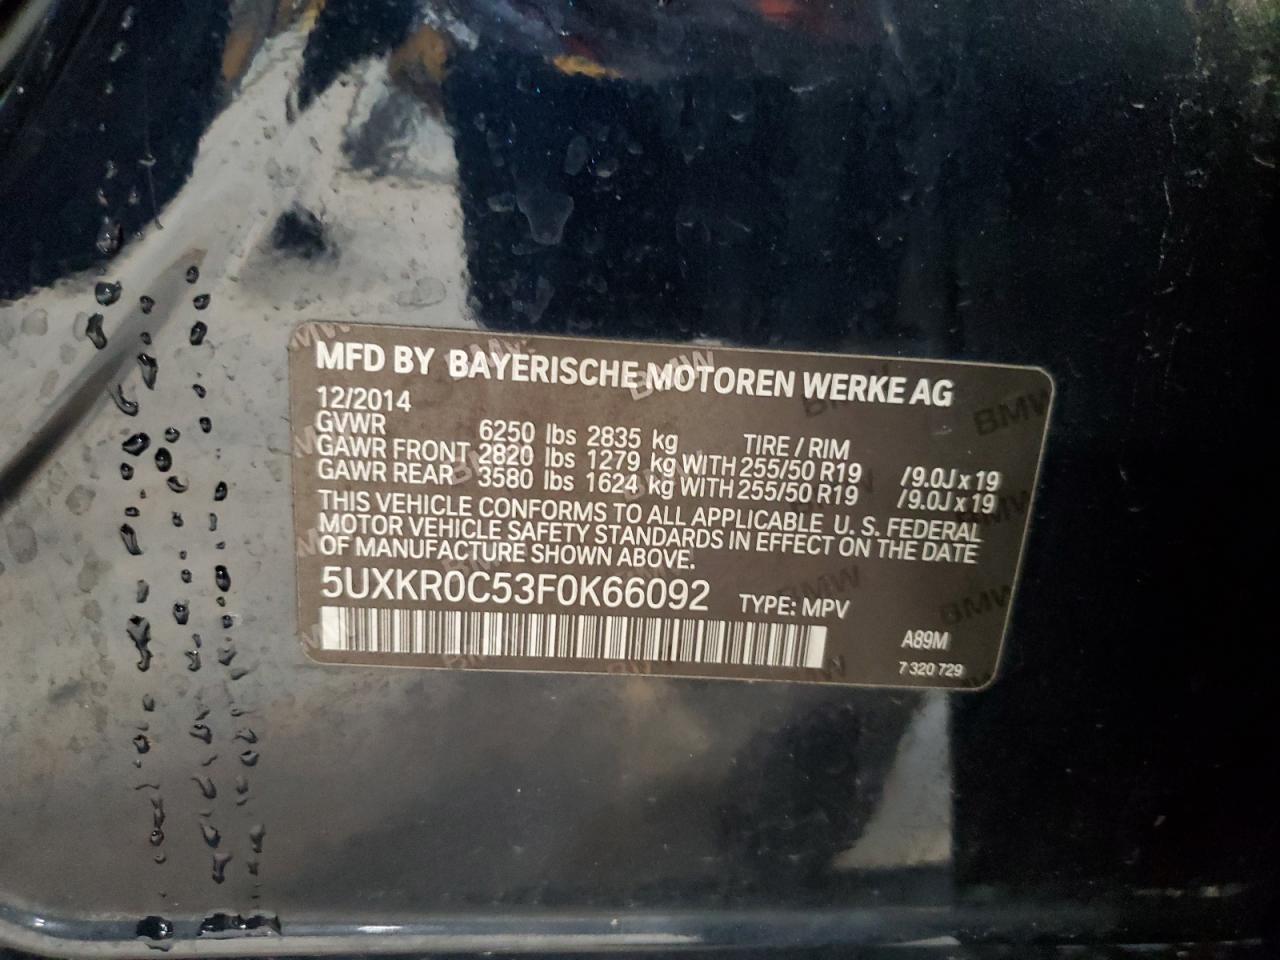 MFD BY BAYERISCHE MOTOREN WERKE AG
12/2014
GVWR 6250 lbs 2835 kg TIRE / RIM
GAWR FRONT 2820 lbs 1279 kg WITH 255/50 R19 /9.0J x 19
GAWR REAR 3580 lbs 1624 kg WITH 255/50 R19 /9.0J x 19
THIS VEHICLE CONFORMS TO ALL APPLICABLE U.S. FEDERAL
MOTOR VEHICLE SAFETY STANDARDS IN EFFECT ON THE DATE
OF MANUFACTURE SHOWN ABOVE.
5UXKR0C53F0K66092 TYPE: MPV
A89M
7 320 729